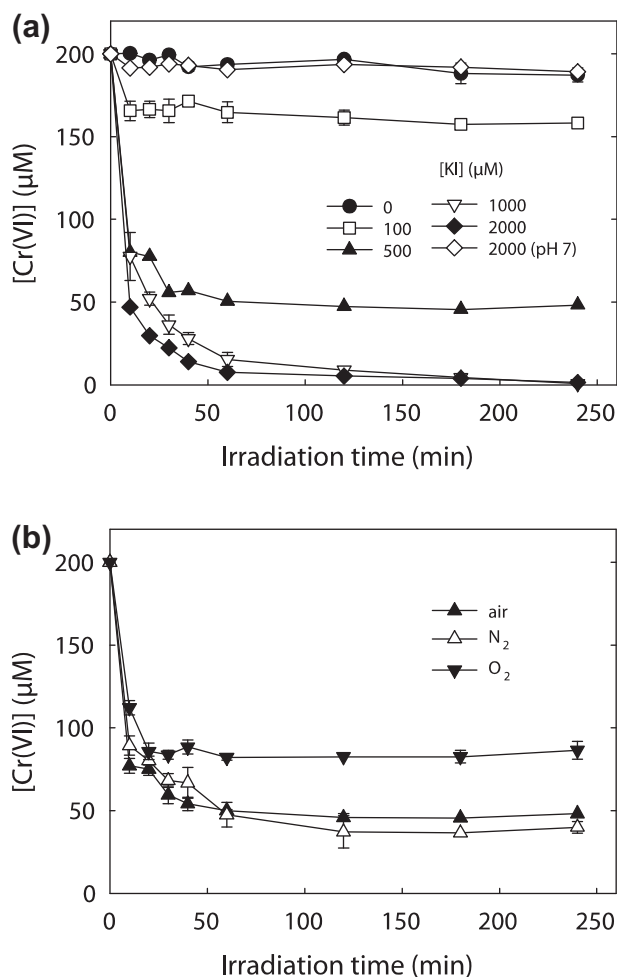 (a)
200
150
100
50
0
[Cr(VI)] (μM)
[KI] (μM)
0
100
500
1000
2000
2000 (pH 7)
0 50 100 150 200 250
Irradiation time (min)
(b)
200
150
100
50
0
[Cr(VI)] (μM)
air
N₂
O₂
0 50 100 150 200 250
Irradiation time (min)